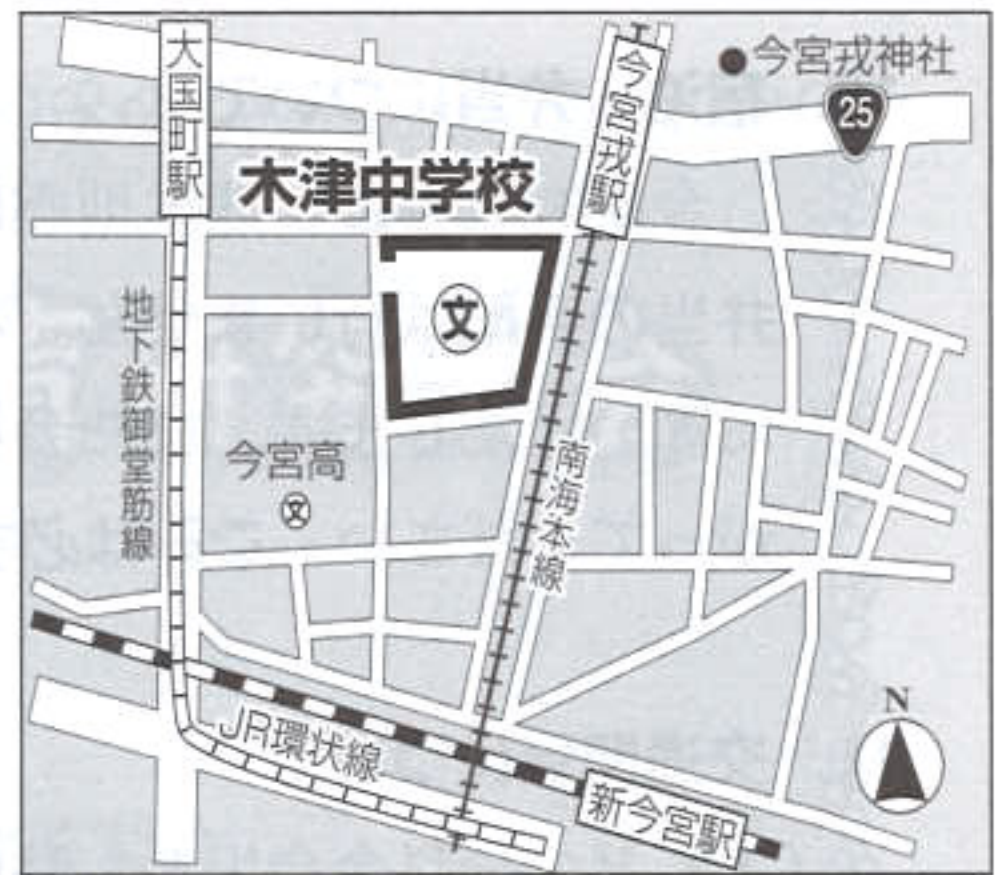 大国町駅
今宮戎駅
今宮戎神社
25
木津中学校
文
地下鉄御堂筋線
今宮高
文
南海本線
N
JR環状線
新今宮駅